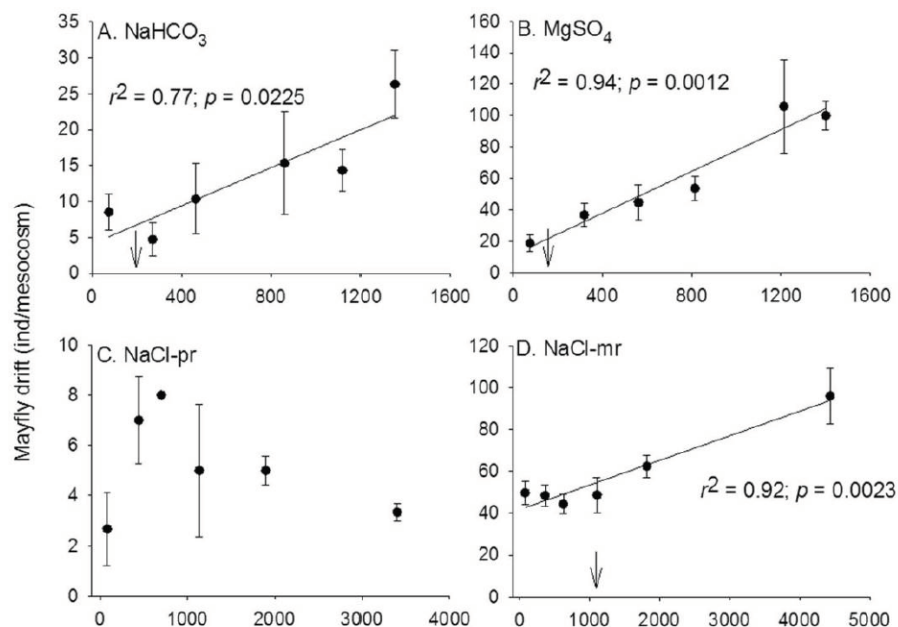 A. NaHCO₃
r² = 0.77; p = 0.0225
35
30
25
20
15
10
5
0
0 400 800 1200 1600
B. MgSO₄
r² = 0.94; p = 0.0012
160
140
120
100
80
60
40
20
0
0 400 800 1200 1600
Mayfly drift (ind/mesocosm)
C. NaCl-pr
10
8
6
4
2
0
0 1000 2000 3000 4000
D. NaCl-mr
r² = 0.92; p = 0.0023
120
100
80
60
40
20
0
0 1000 2000 3000 4000 5000